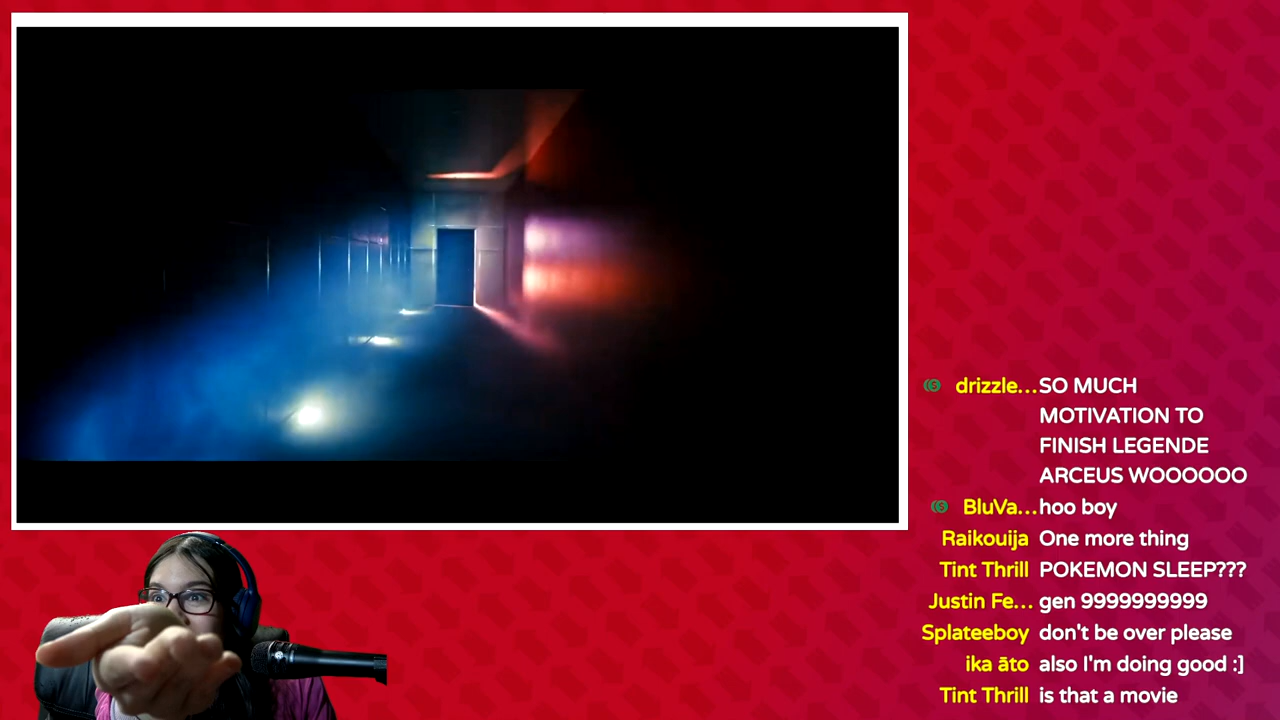 drizzle...SO MUCH
MOTIVATION TO
FINISH LEGENDE
ARCEUS WOOOOOO
BluVa...hoo boy
Raikouija One more thing
Tint Thrill POKEMON SLEEP???
Justin Fe... gen 9999999999
Splateeboy don't be over please
ika āto also I'm doing good :]
Tint Thrill is that a movie